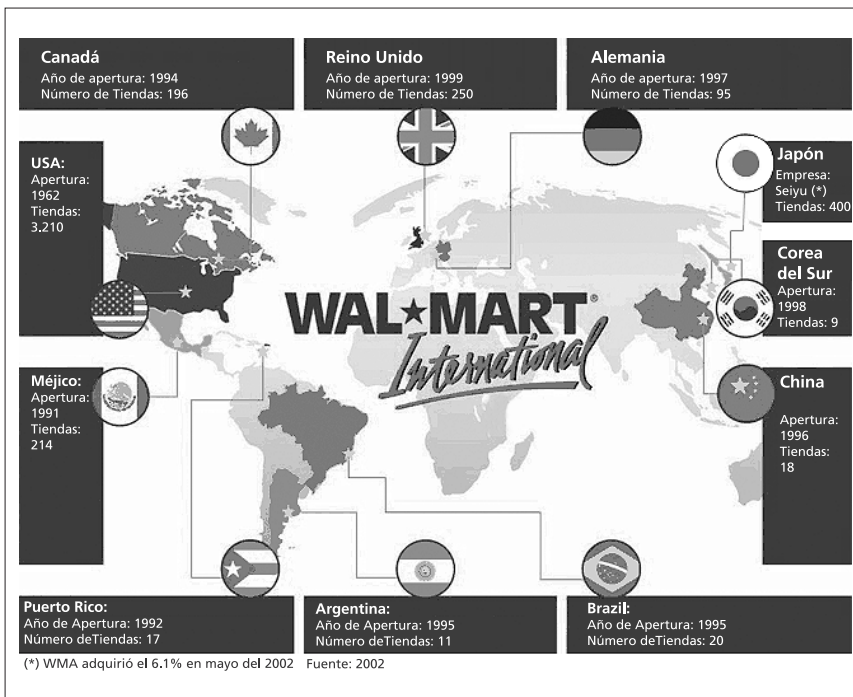 Canadá
Año de apertura: 1994
Número de Tiendas: 196
Reino Unido
Año de apertura: 1999
Número de Tiendas: 250
Alemania
Año de apertura: 1997
Número de Tiendas: 95
USA:
Apertura:
1962
Tiendas:
3.210
Japón
Empresa:
Seiyu (*)
Tiendas: 400
Corea
del Sur
Apertura:
1998
Tiendas: 9
WAL★MART®
International
Méjico:
Apertura:
1991
Tiendas:
214
China
Apertura:
1996
Tiendas:
18
Puerto Rico:
Año de Apertura: 1992
Número deTiendas: 17
Argentina:
Año de Apertura: 1995
Número deTiendas: 11
Brazil:
Año de Apertura: 1995
Número deTiendas: 20
(*) WMA adquirió el 6.1% en mayo del 2002 Fuente: 2002